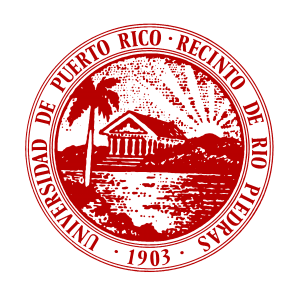 UNIVERSIDAD DE PUERTO RICO · RECINTO DE RIO PIEDRAS
· 1903 ·